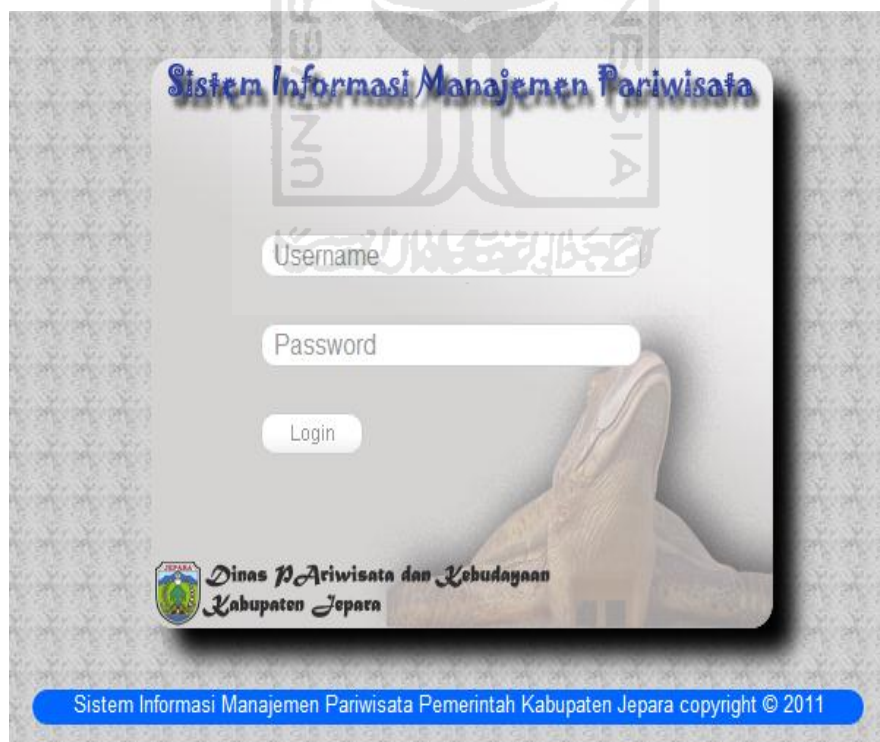 Sistem Informasi Manajemen Pariwisata
Username
Password
Login
JEPARA
Dinas PAriwisata dan Kebudayaan
Kabupaten Jepara
Sistem Informasi Manajemen Pariwisata Pemerintah Kabupaten Jepara copyright © 2011